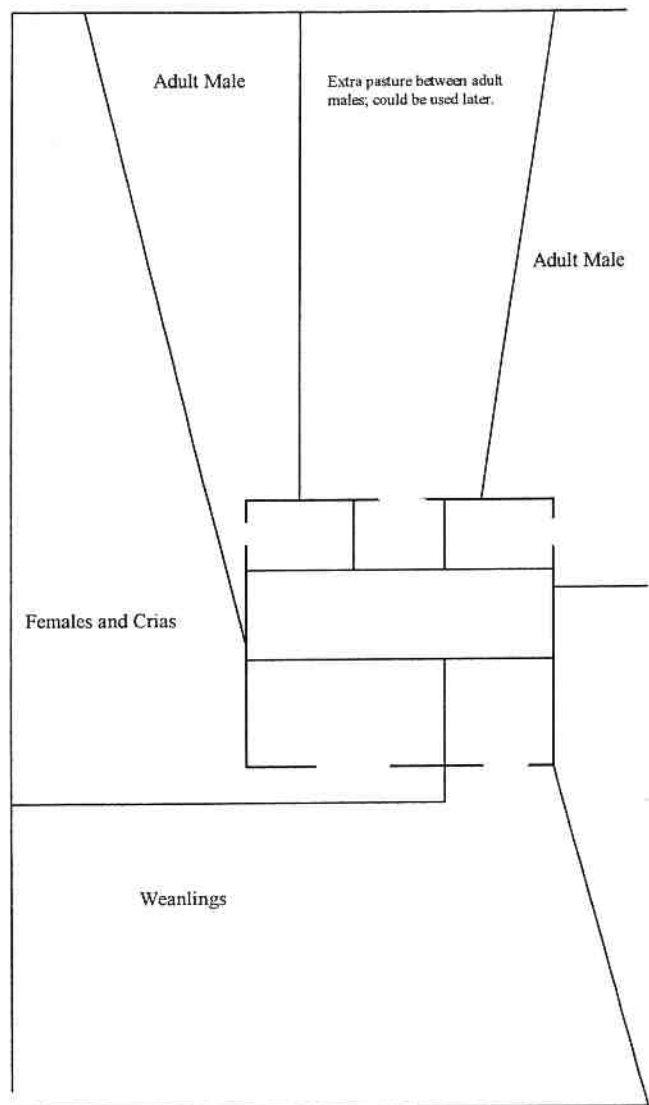 Adult Male
Extra pasture between adult
males; could be used later.
Adult Male
Females and Crias
Weanlings